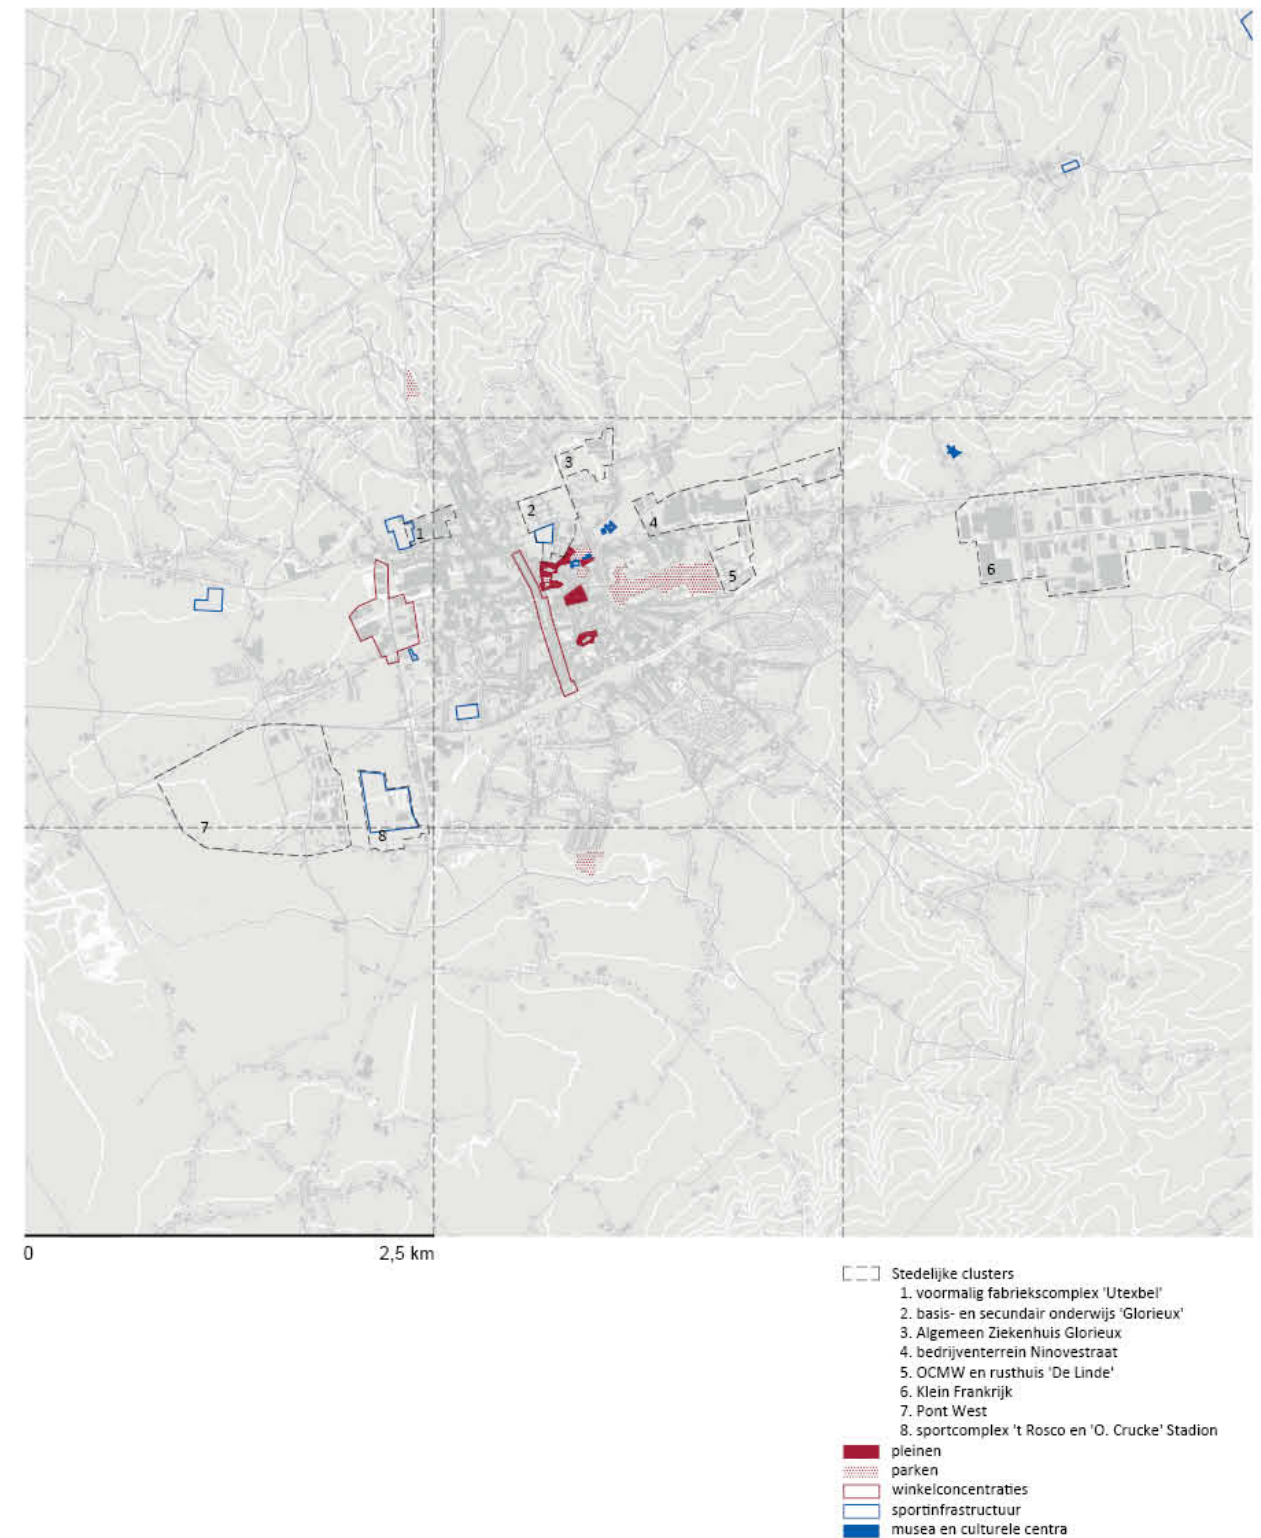 3
2
1
4
5
6
7
8
0 2,5 km
Stedelijke clusters
1. voormalig fabriekscomplex 'Utexbel'
2. basis- en secundair onderwijs 'Glorieux'
3. Algemeen Ziekenhuis Glorieux
4. bedrijventerrein Ninovestraat
5. OCMW en rusthuis 'De Linde'
6. Klein Frankrijk
7. Pont West
8. sportcomplex 't Rosco en 'O. Crucke' Stadion
pleinen
parken
winkelconcentraties
sportinfrastructuur
musea en culturele centra